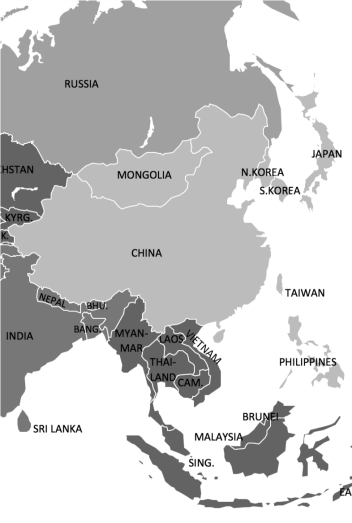 RUSSIA
JAPAN
HSTAN
MONGOLIA
N.KOREA
S.KOREA
KYRG.
K.
CHINA
TAIWAN
NEPAL
BHU.
INDIA
BANG.
MYAN-
MAR
LAOS
VIETNAM
THAI-
LAND
CAM.
PHILIPPINES
SRI LANKA
BRUNEI
MALAYSIA
SING.
EA